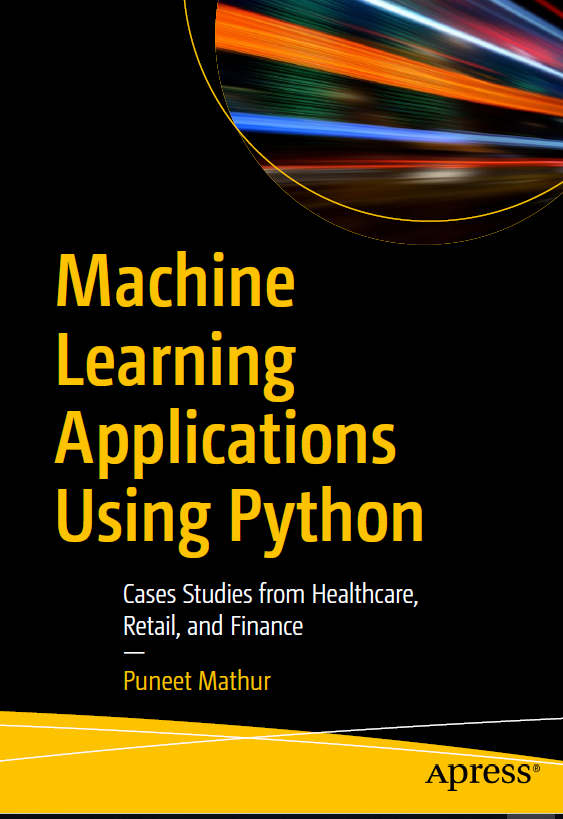 Machine
Learning
Applications
Using Python
Cases Studies from Healthcare,
Retail, and Finance
—
Puneet Mathur
Apress®